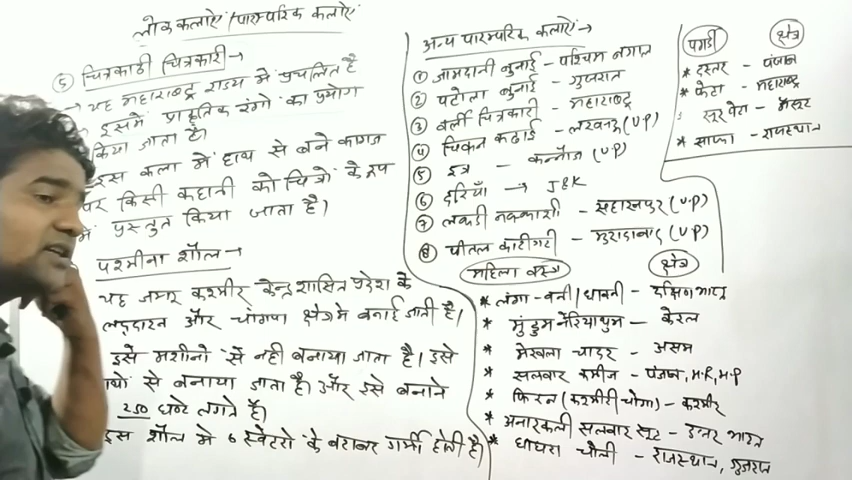 लोक कलाऐं/पारम्परिक कलाऐं
⑤ चित्रकाठी चित्रकारी→
→ यह महाराष्ट्र राज्य में प्रचलित है
इसमें प्राकृतिक रंगो का प्रयोग
किया जाता है।
इस कला में हाथ से बने कागज
पर किसी कहानी को चित्रों के रूप
में प्रस्तुत किया जाता है।
पश्मीना शॉल→
यह जम्मू कश्मीर केन्द्र शासित प्रदेश के
और चांगपा क्षेत्र मे बनाई जाती है।
इसे मशीनो से नही बनाया जाता है। इसे
हाथो से बनाया जाता है। और इसे बनाने
250 घण्टे लगते है।
इस शॉल मे 6 स्वेटरो के बराबर गर्मी होती है।
अन्य पारम्परिक कलाऐं→
① जामदानी बुनाई - पश्चिम बंगाल
② पटोला बुनाई - गुजरात
③ वर्ली चित्रकारी - महाराष्ट्र
④ चिकन कढाई - लखनऊ (U.P)
⑤ इत्र - कन्नौज (U.P)
⑥ दरियाँ → J&K
⑦ लकडी नक्काशी - सहारनपुर (U.P)
⑧ पीतल कारीगरी - मुरादाबाद (U.P)
महिला वस्त्र क्षेत्र
* लंगा-वनी/धावनी - दक्षिण भारत
* मुंडुम नेरियाथुम - केरल
* मेखला चादर - असम
* सलवार कमीज - पंजाब, H.R, H.P
* फिरन (कश्मीरी चोगा) - कश्मीर
* अनारकली सलवार सूट - उत्तर भारत
* घाघरा चोली - राजस्थान, गुजरात
पगडी क्षेत्र
* दस्तर - पंजाब
* फेटा - महाराष्ट्र
पेटा - मैसूर
* साफा - राजस्थान